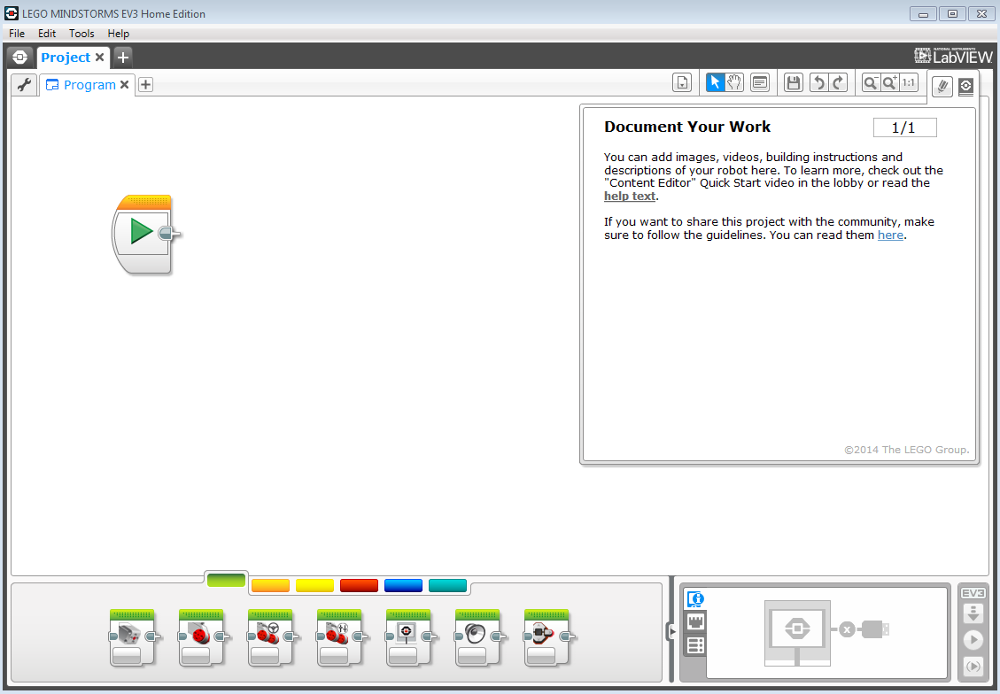 LEGO MINDSTORMS EV3 Home Edition
File Edit Tools Help
Project
NATIONAL INSTRUMENTS
LabVIEW
Program
1:1
Document Your Work
1/1
You can add images, videos, building instructions and
descriptions of your robot here. To learn more, check out the
"Content Editor" Quick Start video in the lobby or read the
help text.
If you want to share this project with the community, make
sure to follow the guidelines. You can read them here.
©2014 The LEGO Group.
EV3